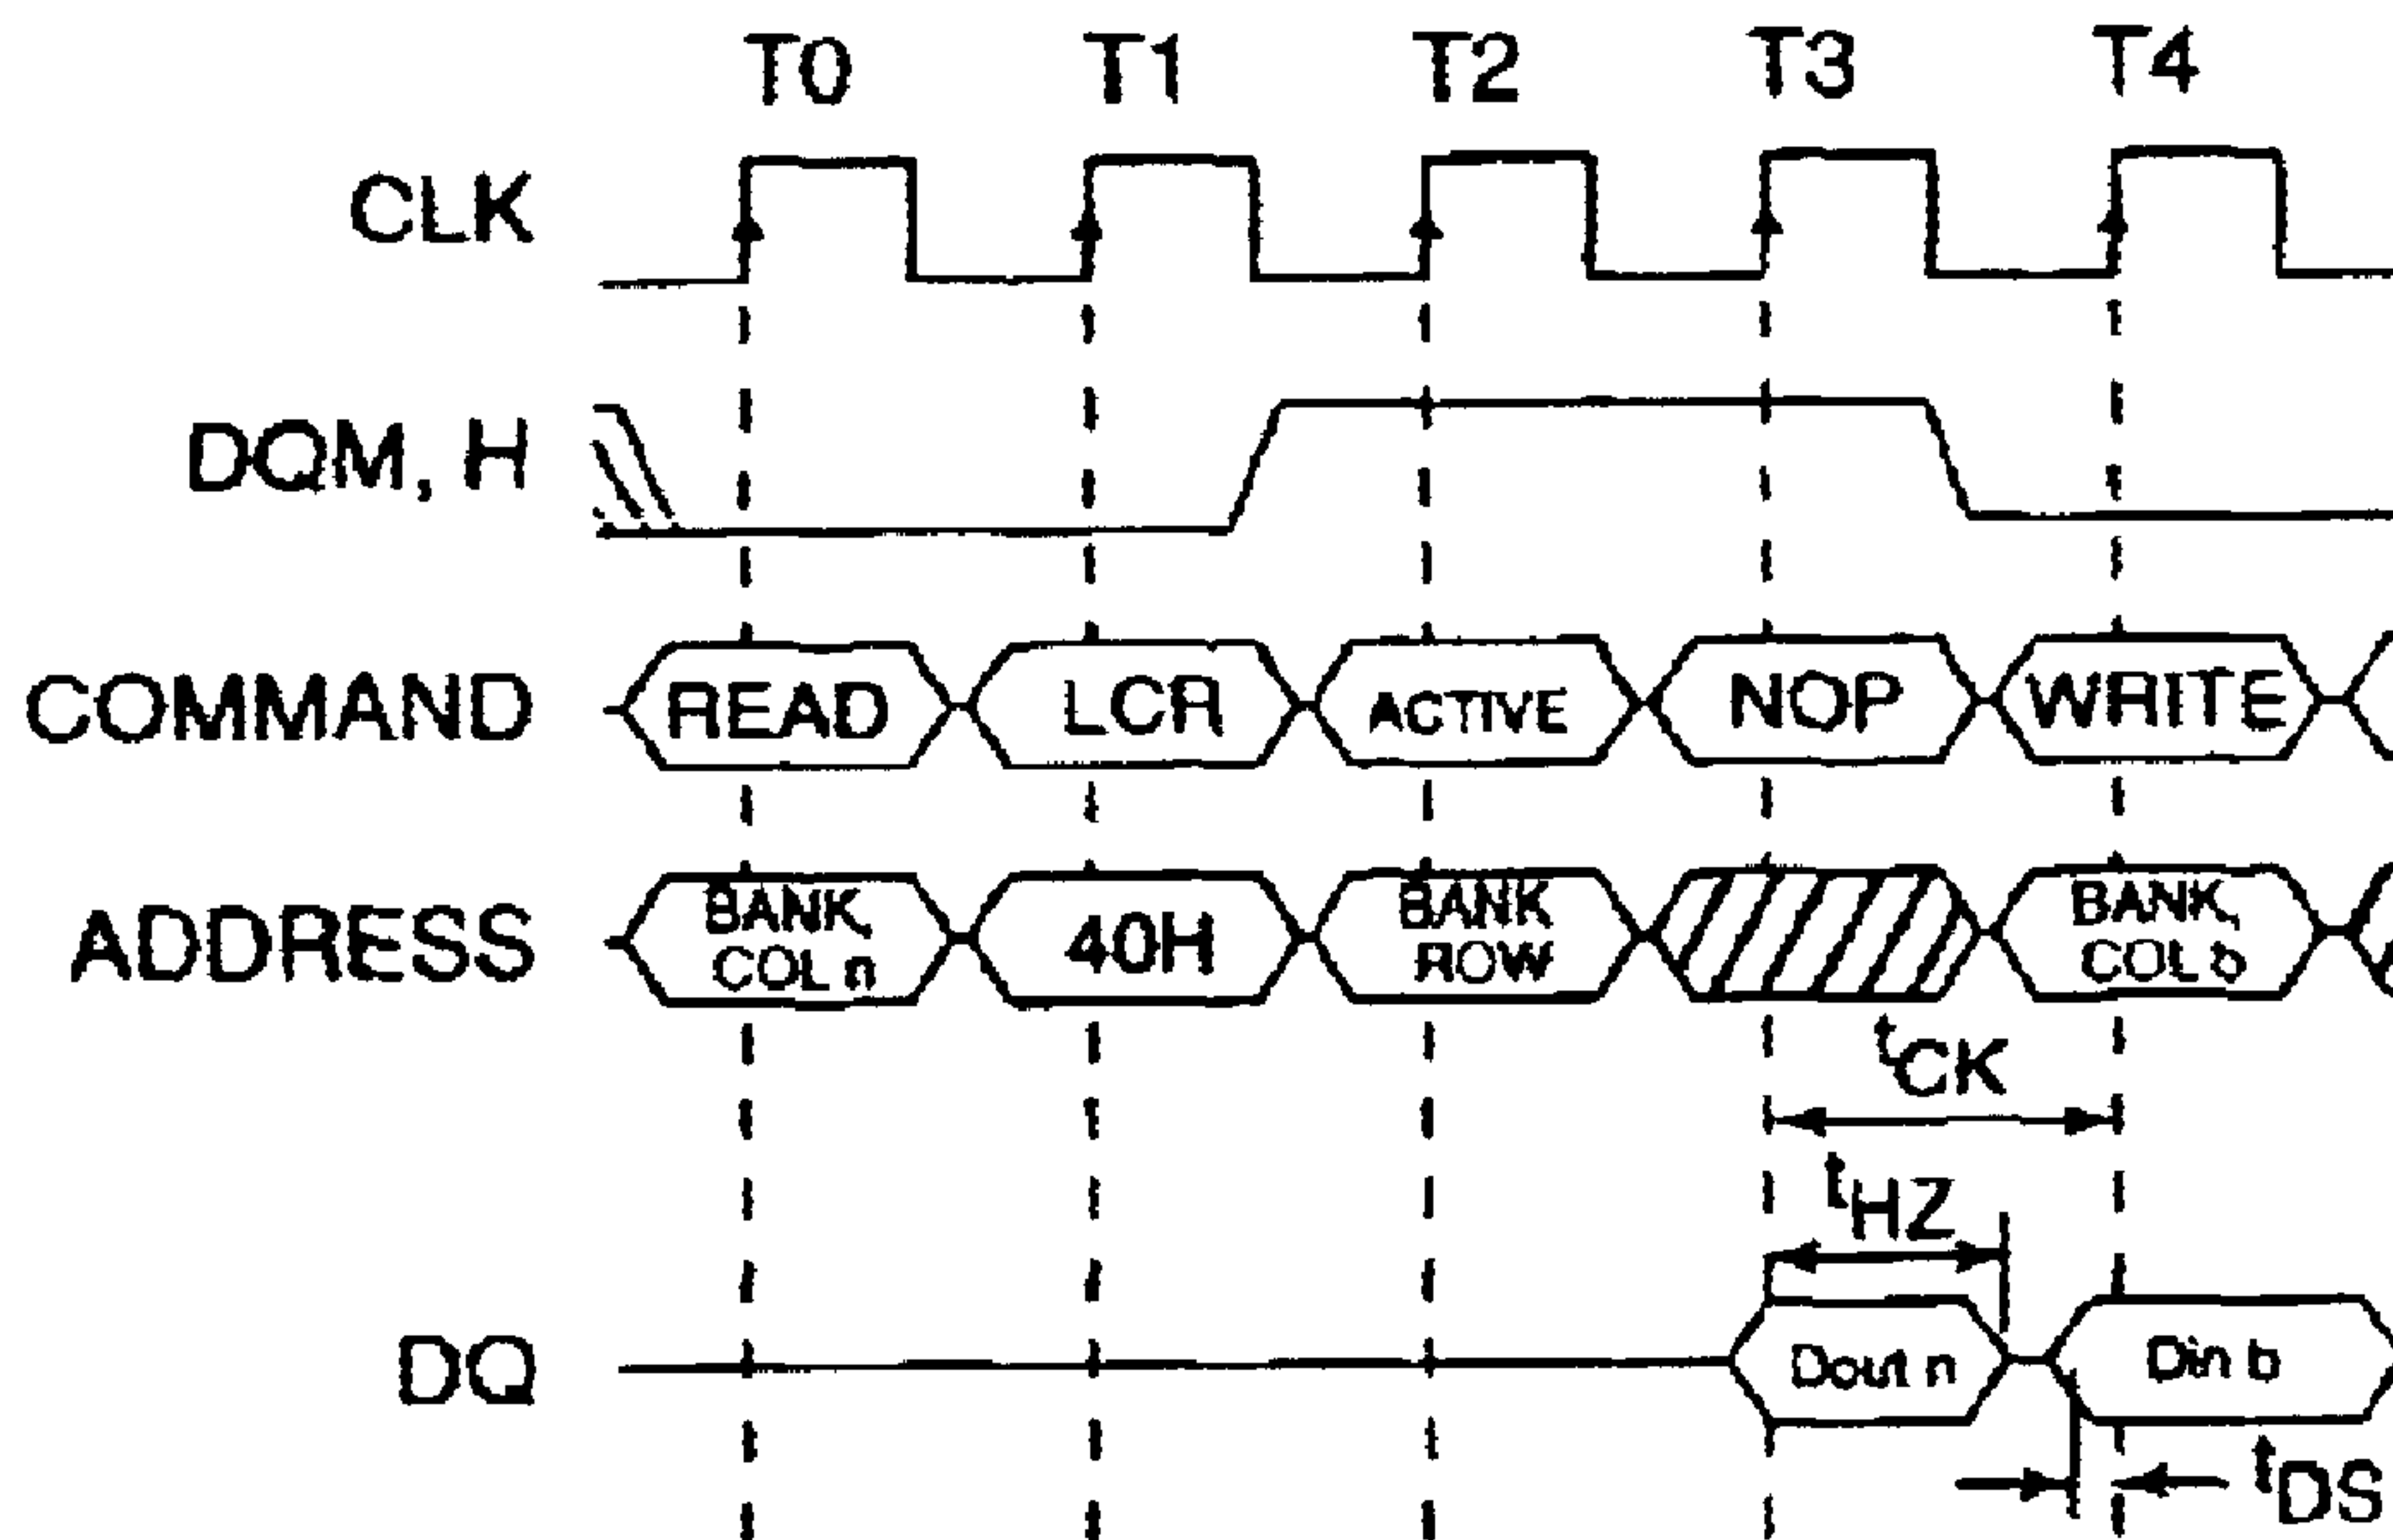 T0 T1 T2 T3 T4
CLK
DQM, H
COMMAND READ LCR ACTIVE NOP WRITE
ADDRESS BANK, COL n 40H BANK ROW BANK, COL b
tCK
tHZ
DQ Dout n Din b
tDS